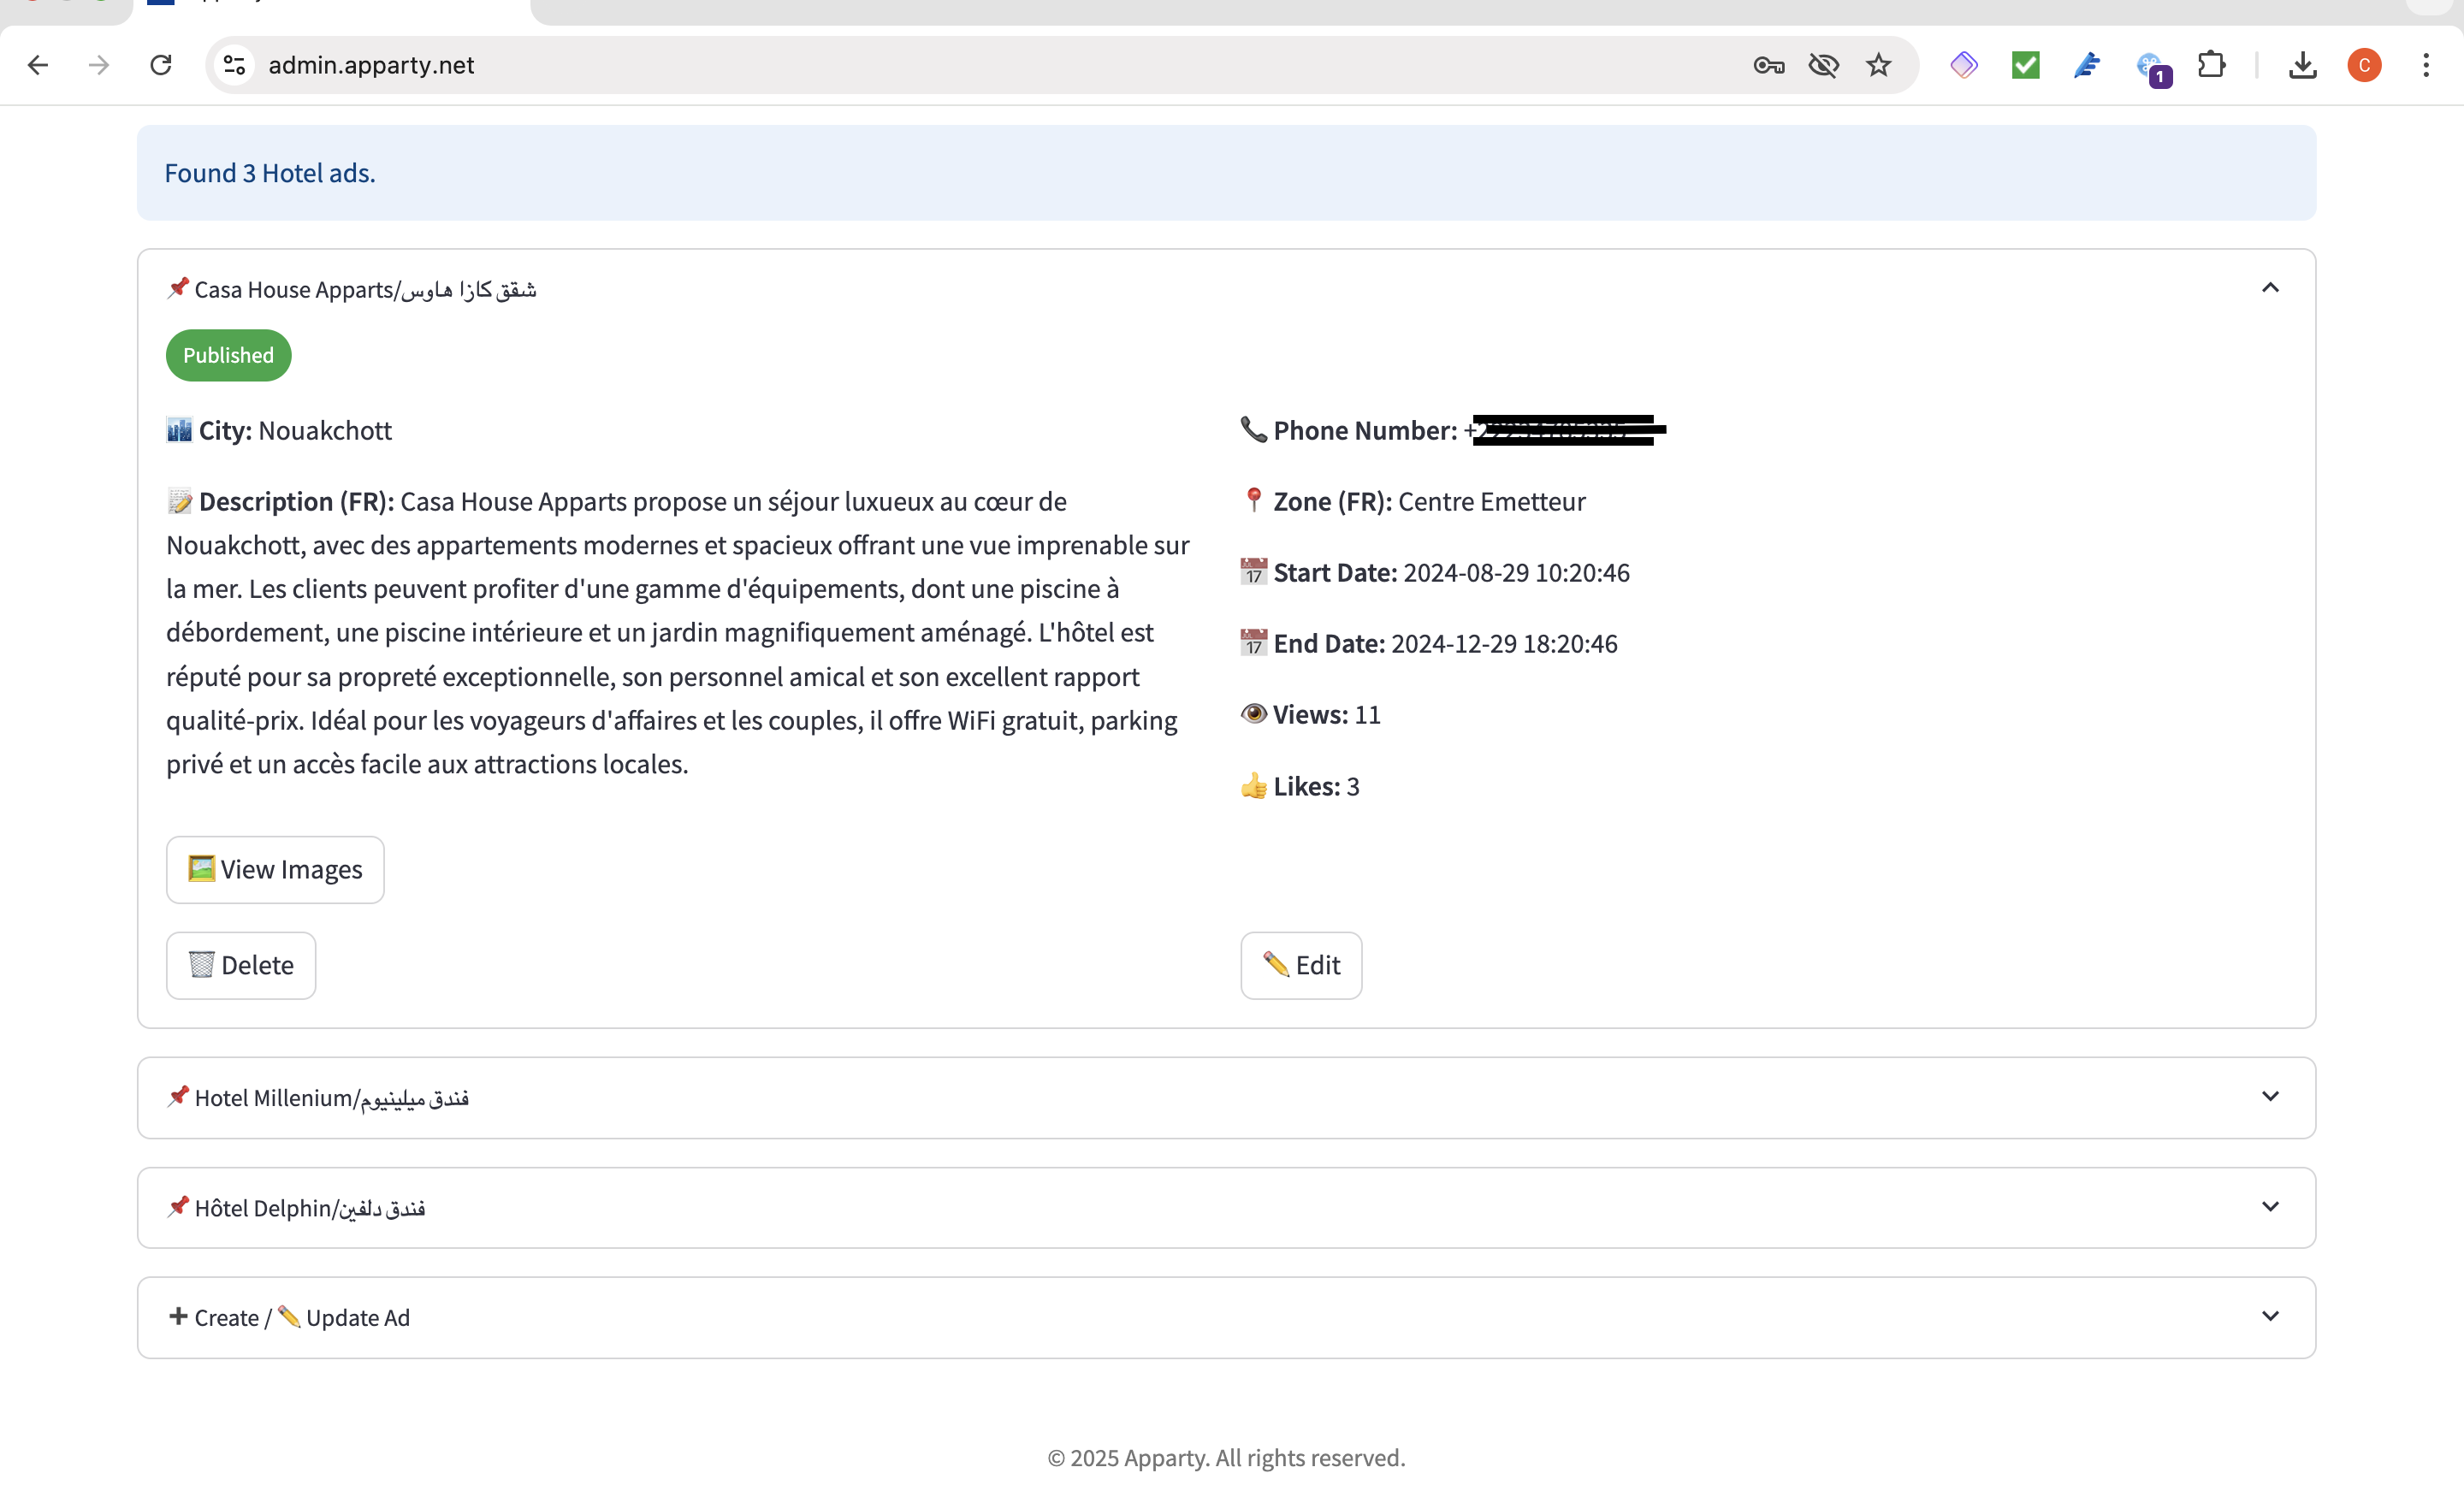 admin.apparty.net
1
C
Found 3 Hotel ads.
Casa House Apparts/شقق كازا هاوس
Published
City: Nouakchott
Description (FR): Casa House Apparts propose un séjour luxueux au cœur de
Nouakchott, avec des appartements modernes et spacieux offrant une vue imprenable sur
la mer. Les clients peuvent profiter d'une gamme d'équipements, dont une piscine à
débordement, une piscine intérieure et un jardin magnifiquement aménagé. L'hôtel est
réputé pour sa propreté exceptionnelle, son personnel amical et son excellent rapport
qualité-prix. Idéal pour les voyageurs d'affaires et les couples, il offre WiFi gratuit, parking
privé et un accès facile aux attractions locales.
Phone Number: +
Zone (FR): Centre Emetteur
Start Date: 2024-08-29 10:20:46
End Date: 2024-12-29 18:20:46
Views: 11
Likes: 3
View Images
Delete
Edit
Hotel Millenium/فندق ميلينيوم
Hôtel Delphin/فندق دلفين
Create / Update Ad
© 2025 Apparty. All rights reserved.